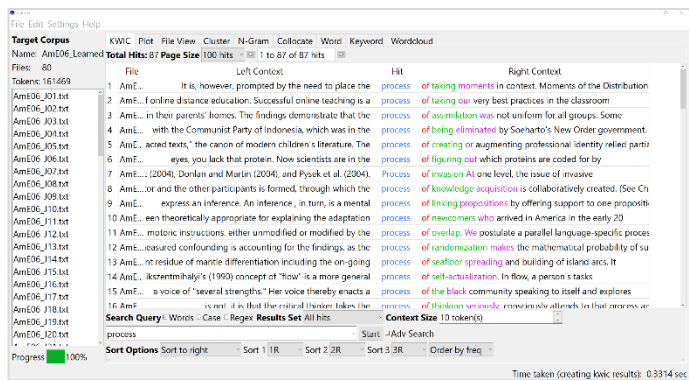 File Edit Settings Help
Target Corpus
Name: AmE06_Learned
Files: 80
Tokens: 161469
AmE06_J01.txt
AmE06_J02.txt
AmE06_J03.txt
AmE06_J04.txt
AmE06_J05.txt
AmE06_J06.txt
AmE06_J07.txt
AmE06_J08.txt
AmE06_J09.txt
AmE06_J10.txt
AmE06_J11.txt
AmE06_J12.txt
AmE06_J13.txt
AmE06_J14.txt
AmE06_J15.txt
AmE06_J16.txt
AmE06_J17.txt
AmE06_J18.txt
AmE06_J19.txt
AmE06_J20.txt
Progress 100%
KWIC Plot File View Cluster N-Gram Collocate Word Keyword Wordcloud
Total Hits: 87 Page Size 100 hits 1 to 87 of 87 hits
File Left Context Hit Right Context
1 AmE... It is, however, prompted by the need to place the process of taking moments in context. Moments of the Distribution
2 AmE... f online distance education. Successful online teaching is a process of taking our very best practices in the classroom
3 AmE... in their parents' homes. The findings demonstrate that the process of assimilation was not uniform for all groups. Some
4 AmE... with the Communist Party of Indonesia, which was in the process of being eliminated by Soeharto's New Order government.
5 AmE... acred texts," the canon of modern children's literature. The process of creating or augmenting professional identity relied partia
6 AmE... eyes, you lack that protein. Now scientists are in the process of figuring out which proteins are coded for by
7 AmE... : (2004), Donlan and Martin (2004), and Pysek et al. (2004). process of invasion At one level, the issue of invasive
8 AmE... :or and the other participants is formed, through which the process of knowledge acquisition is collaboratively created. (See Ch
9 AmE... express an inference. An inference , in turn, is a mental process of linking propositions by offering support to one propositi
10 AmE... een theoretically appropriate for explaining the adaptation process of newcomers who arrived in America in the early 20
11 AmE... motoric instructions, either unmodified or modified by the process of overlap. We postulate a parallel language-specific proces
12 AmE... easured confounding is accounting for the findings, as the process of randomization makes the mathematical probability of su
13 AmE... nt residue of mantle differentiation including the on-going process of seafloor spreading and building of island arcs. It
14 AmE... ikszentmihalyi's (1990) concept of "flow" is a more general process of self-actualization. In flow, a person's tasks
15 AmE... a voice of "several strengths." Her voice thereby enacts a process of the black community speaking to itself and explores
16 AmE... is not, it is that the critical thinker takes the process of thinking seriously, consciously attends to that process an
Search Query Words Case Regex Results Set All hits Context Size 10 token(s)
process Start Adv Search
Sort Options Sort to right Sort 1 1R Sort 2 2R Sort 3 3R Order by freq
Time taken (creating kwic results): 0.3314 sec